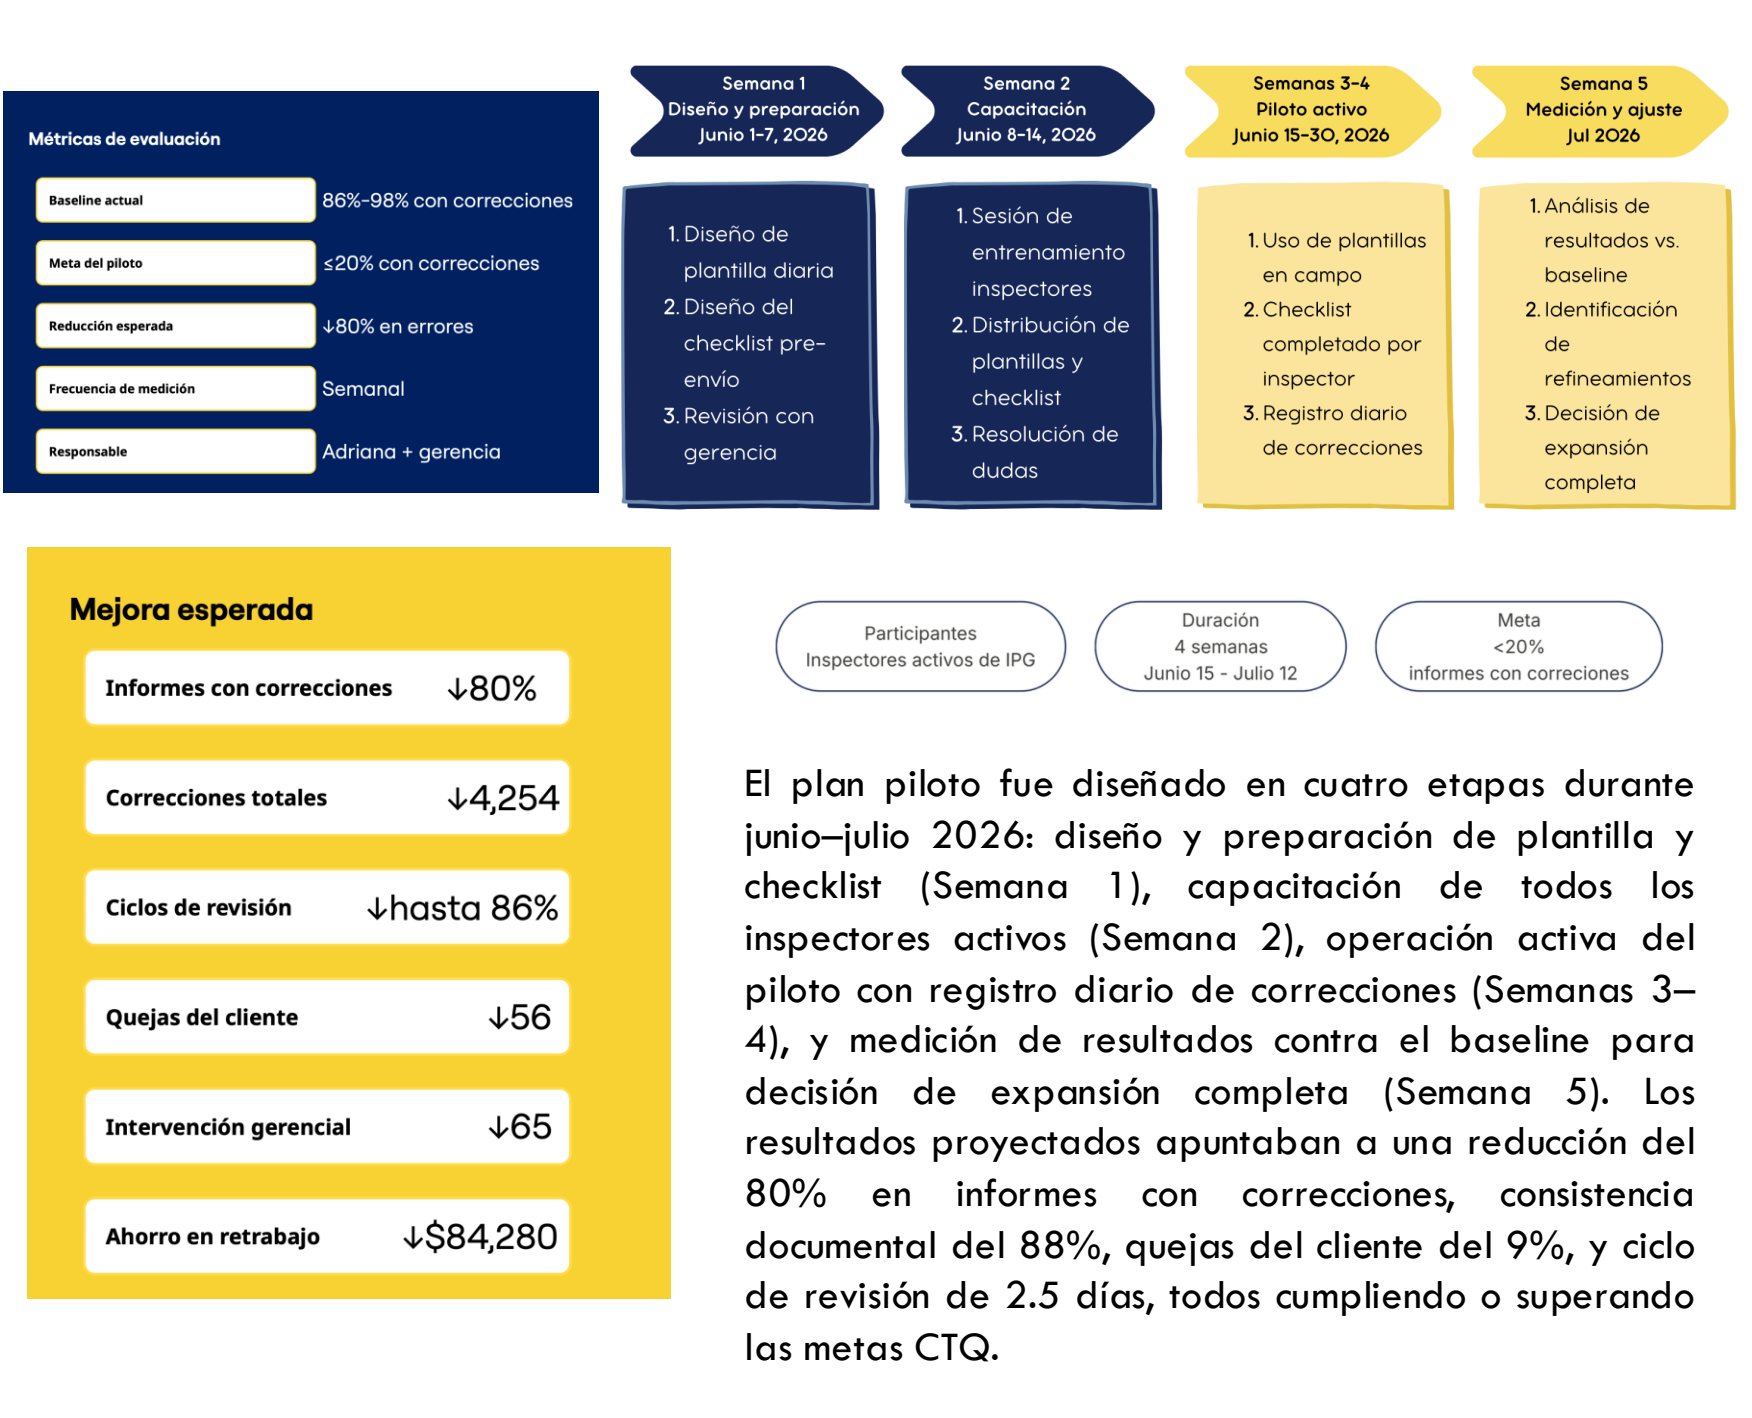 Métricas de evaluación
Baseline actual
86%-98% con correcciones
Meta del piloto
≤20% con correcciones
Reducción esperada
↓80% en errores
Frecuencia de medición
Semanal
Responsable
Adriana + gerencia
Semana 1
Diseño y preparación
Junio 1-7, 2026
1. Diseño de
plantilla diaria
2. Diseño del
checklist pre-
envío
3. Revisión con
gerencia
Semana 2
Capacitación
Junio 8-14, 2026
1. Sesión de
entrenamiento
inspectores
2. Distribución de
plantillas y
checklist
3. Resolución de
dudas
Semanas 3-4
Piloto activo
Junio 15-30, 2026
1. Uso de plantillas
en campo
2. Checklist
completado por
inspector
3. Registro diario
de correcciones
Semana 5
Medición y ajuste
Jul 2026
1. Análisis de
resultados vs.
baseline
2. Identificación
de
refineamientos
3. Decisión de
expansión
completa
Mejora esperada
Informes con correcciones ↓80%
Correcciones totales ↓4,254
Ciclos de revisión ↓hasta 86%
Quejas del cliente ↓56
Intervención gerencial ↓65
Ahorro en retrabajo ↓$84,280
Participantes
Inspectores activos de IPG
Duración
4 semanas
Junio 15 - Julio 12
Meta
<20%
informes con correciones
El plan piloto fue diseñado en cuatro etapas durante
junio–julio 2026: diseño y preparación de plantilla y
checklist (Semana 1), capacitación de todos los
inspectores activos (Semana 2), operación activa del
piloto con registro diario de correcciones (Semanas 3–
4), y medición de resultados contra el baseline para
decisión de expansión completa (Semana 5). Los
resultados proyectados apuntaban a una reducción del
80% en informes con correcciones, consistencia
documental del 88%, quejas del cliente del 9%, y ciclo
de revisión de 2.5 días, todos cumpliendo o superando
las metas CTQ.